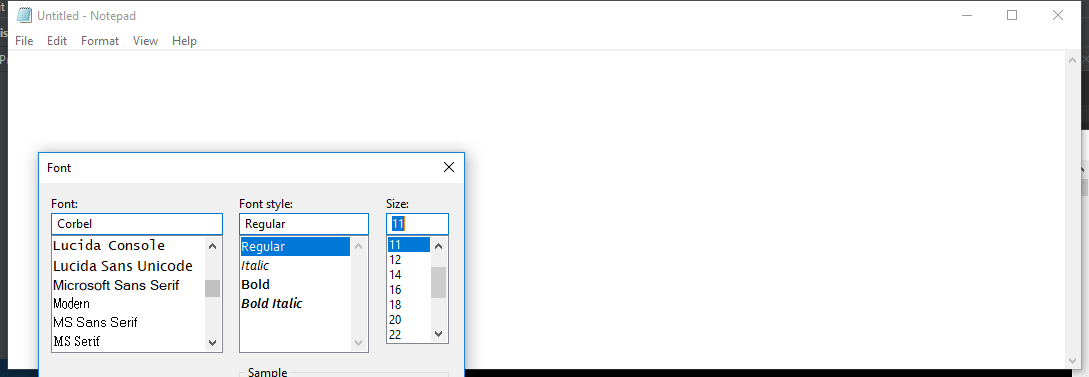 Untitled - Notepad
File Edit Format View Help
Font
Font: Font style: Size:
Corbel Regular 11
Lucida Console Regular 11
Lucida Sans Unicode Italic 12
Microsoft Sans Serif Bold 14
Modern Bold Italic 16
MS Sans Serif 18
MS Serif 20
22
Sample